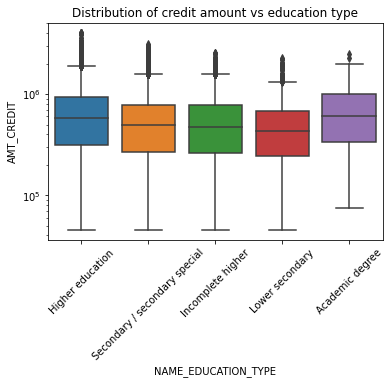 Distribution of credit amount vs education type
AMT_CREDIT
10^6
10^5
Higher education
Secondary / secondary special
Incomplete higher
Lower secondary
Academic degree
NAME_EDUCATION_TYPE